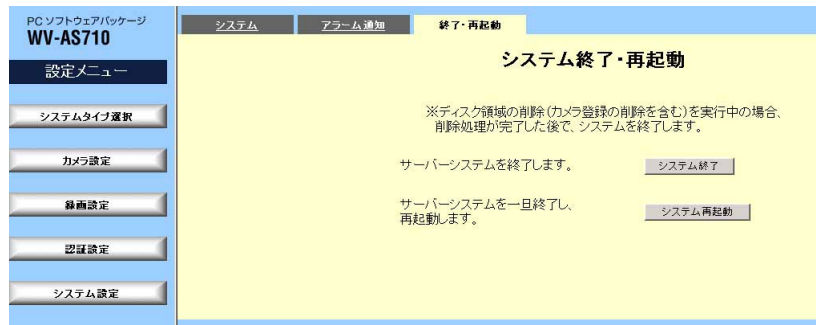 PC ソフトウェアパッケージ
WV-AS710
設定メニュー
システムタイプ選択
カメラ設定
録画設定
認証設定
システム設定
システム
アラーム通知
終了・再起動
システム終了・再起動
※ディスク領域の削除(カメラ登録の削除を含む)を実行中の場合、
削除処理が完了した後で、システムを終了します。
サーバーシステムを終了します。
システム終了
サーバーシステムを一旦終了し、
再起動します。
システム再起動